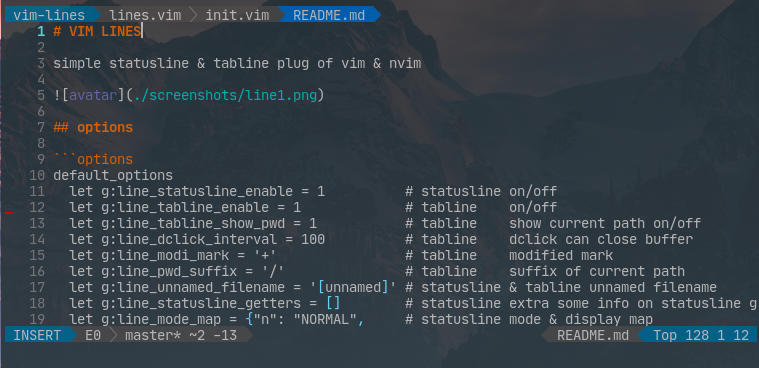 vim-lines lines.vim init.vim README.md
1 # VIM LINES
2
3 simple statusline & tabline plug of vim & nvim
4
5 ![avatar](./screenshots/line1.png)
6
7 ## options
8
9 ```options
10 default_options
11 let g:line_statusline_enable = 1 # statusline on/off
12 let g:line_tabline_enable = 1 # tabline on/off
13 let g:line_tabline_show_pwd = 1 # tabline show current path on/off
14 let g:line_dclick_interval = 100 # tabline dclick can close buffer
15 let g:line_modi_mark = '+' # tabline modified mark
16 let g:line_pwd_suffix = '/' # tabline suffix of current path
17 let g:line_unnamed_filename = '[unnamed]' # statusline & tabline unnamed filename
18 let g:line_statusline_getters = [] # statusline extra some info on statusline g
19 let g:line_mode_map = {"n": "NORMAL", # statusline mode & display map
INSERT E0 master* ~2 -13 README.md Top 128 1 12